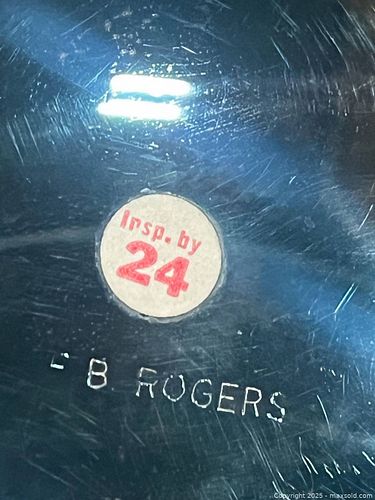 Insp. by
24
B ROGERS
Copyright 2025 - maxsold.com